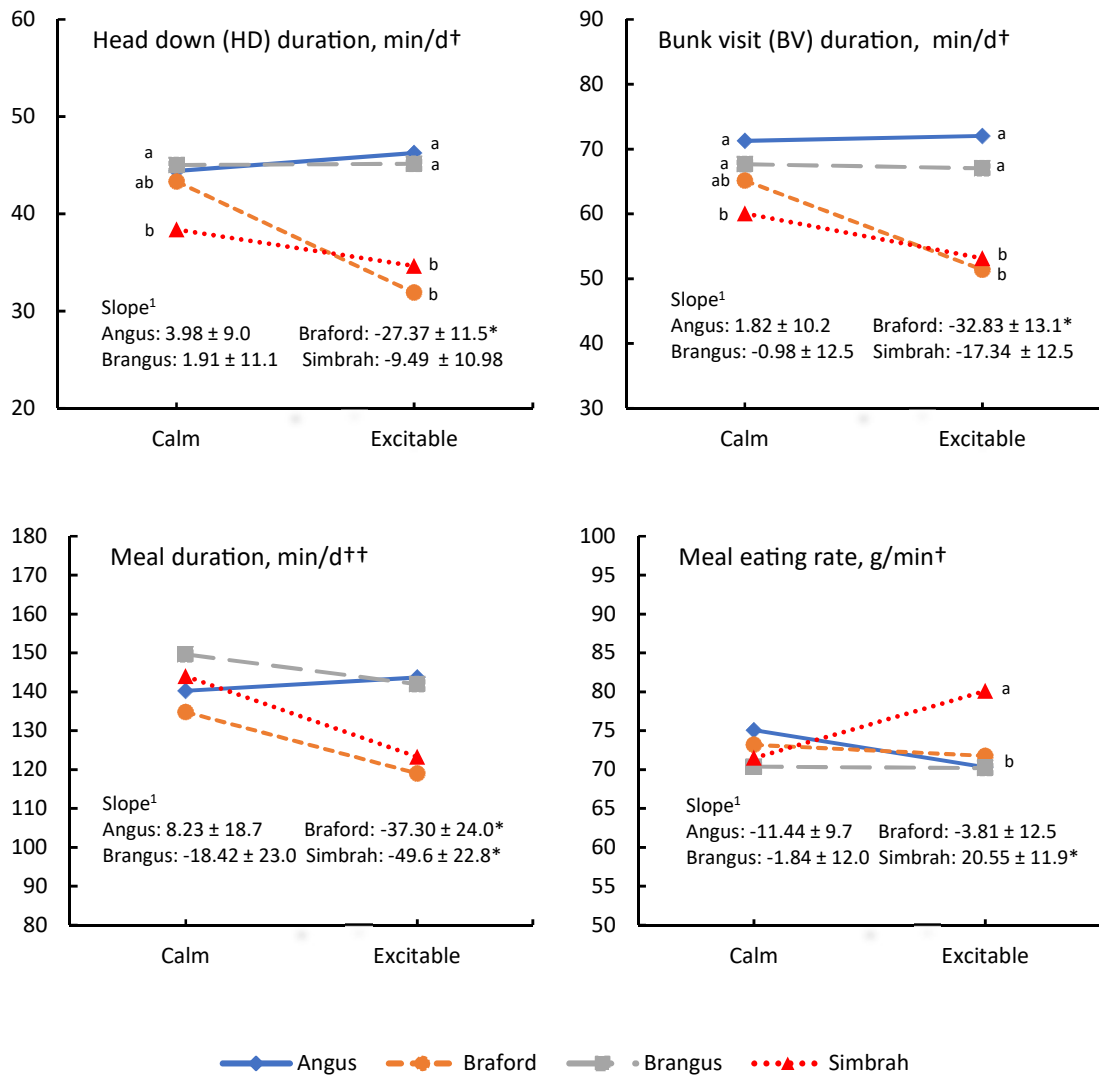 Head down (HD) duration, min/d†
60
50
40
30
20
a
ab
b
a
a
b
b
Slope¹
Angus: 3.98 ± 9.0 Braford: -27.37 ± 11.5*
Brangus: 1.91 ± 11.1 Simbrah: -9.49 ± 10.98
Calm Excitable
Bunk visit (BV) duration, min/d†
90
80
70
60
50
40
30
a
a
ab
b
a
a
b
b
Slope¹
Angus: 1.82 ± 10.2 Braford: -32.83 ± 13.1*
Brangus: -0.98 ± 12.5 Simbrah: -17.34 ± 12.5
Calm Excitable
Meal duration, min/d††
180
170
160
150
140
130
120
110
100
90
80
Slope¹
Angus: 8.23 ± 18.7 Braford: -37.30 ± 24.0*
Brangus: -18.42 ± 23.0 Simbrah: -49.6 ± 22.8*
Calm Excitable
Meal eating rate, g/min†
100
95
90
85
80
75
70
65
60
55
50
a
b
Slope¹
Angus: -11.44 ± 9.7 Braford: -3.81 ± 12.5
Brangus: -1.84 ± 12.0 Simbrah: 20.55 ± 11.9*
Calm Excitable
Angus Braford Brangus Simbrah